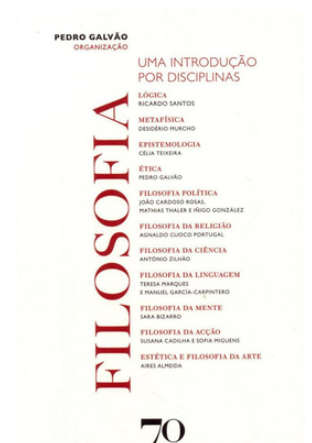 PEDRO GALVÃO
ORGANIZAÇÃO
UMA INTRODUÇÃO
POR DISCIPLINAS
FILOSOFIA
LÓGICA
RICARDO SANTOS
METAFÍSICA
DESIDÉRIO MURCHO
EPISTEMOLOGIA
CÉLIA TEIXEIRA
ÉTICA
PEDRO GALVÃO
FILOSOFIA POLÍTICA
JOÃO CARDOSO ROSAS,
MATHIAS THALER E IÑIGO GONZÁLEZ
FILOSOFIA DA RELIGIÃO
AGNALDO CUOCO PORTUGAL
FILOSOFIA DA CIÊNCIA
ANTÓNIO ZILHÃO
FILOSOFIA DA LINGUAGEM
TERESA MARQUES
E MANUEL GARCÍA-CARPINTERO
FILOSOFIA DA MENTE
SARA BIZARRO
FILOSOFIA DA ACÇÃO
SUSANA CADILHA E SOFIA MIGUENS
ESTÉTICA E FILOSOFIA DA ARTE
AIRES ALMEIDA
70